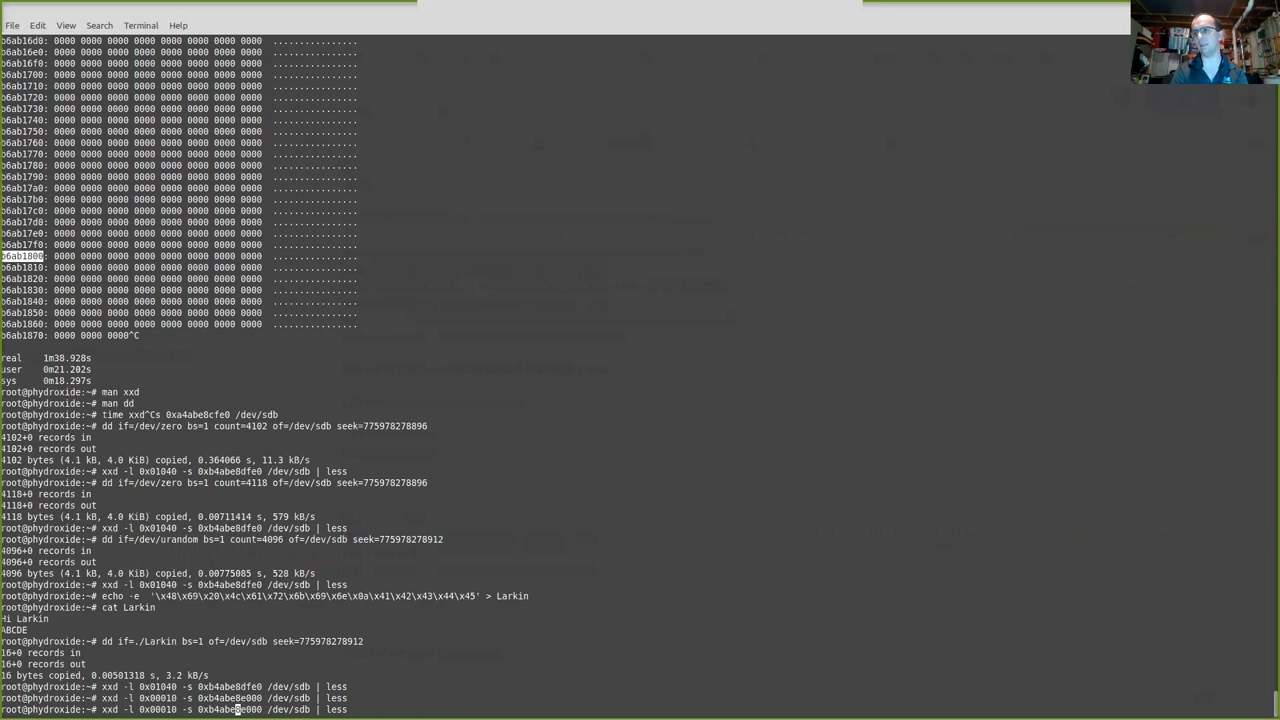 File Edit View Search Terminal Help
b6ab16d0: 0000 0000 0000 0000 0000 0000 0000 0000 ................
b6ab16e0: 0000 0000 0000 0000 0000 0000 0000 0000 ................
b6ab16f0: 0000 0000 0000 0000 0000 0000 0000 0000 ................
b6ab1700: 0000 0000 0000 0000 0000 0000 0000 0000 ................
b6ab1710: 0000 0000 0000 0000 0000 0000 0000 0000 ................
b6ab1720: 0000 0000 0000 0000 0000 0000 0000 0000 ................
b6ab1730: 0000 0000 0000 0000 0000 0000 0000 0000 ................
b6ab1740: 0000 0000 0000 0000 0000 0000 0000 0000 ................
b6ab1750: 0000 0000 0000 0000 0000 0000 0000 0000 ................
b6ab1760: 0000 0000 0000 0000 0000 0000 0000 0000 ................
b6ab1770: 0000 0000 0000 0000 0000 0000 0000 0000 ................
b6ab1780: 0000 0000 0000 0000 0000 0000 0000 0000 ................
b6ab1790: 0000 0000 0000 0000 0000 0000 0000 0000 ................
b6ab17a0: 0000 0000 0000 0000 0000 0000 0000 0000 ................
b6ab17b0: 0000 0000 0000 0000 0000 0000 0000 0000 ................
b6ab17c0: 0000 0000 0000 0000 0000 0000 0000 0000 ................
b6ab17d0: 0000 0000 0000 0000 0000 0000 0000 0000 ................
b6ab17e0: 0000 0000 0000 0000 0000 0000 0000 0000 ................
b6ab17f0: 0000 0000 0000 0000 0000 0000 0000 0000 ................
b6ab1800: 0000 0000 0000 0000 0000 0000 0000 0000 ................
b6ab1810: 0000 0000 0000 0000 0000 0000 0000 0000 ................
b6ab1820: 0000 0000 0000 0000 0000 0000 0000 0000 ................
b6ab1830: 0000 0000 0000 0000 0000 0000 0000 0000 ................
b6ab1840: 0000 0000 0000 0000 0000 0000 0000 0000 ................
b6ab1850: 0000 0000 0000 0000 0000 0000 0000 0000 ................
b6ab1860: 0000 0000 0000 0000 0000 0000 0000 0000 ................
b6ab1870: 0000 0000 0000^C
real 1m38.928s
user 0m21.202s
sys 0m18.297s
root@phydroxide:~# man xxd
root@phydroxide:~# man dd
root@phydroxide:~# time xxd^Cs 0xa4abe8cfe0 /dev/sdb
root@phydroxide:~# dd if=/dev/zero bs=1 count=4102 of=/dev/sdb seek=775978278896
4102+0 records in
4102+0 records out
4102 bytes (4.1 kB, 4.0 KiB) copied, 0.364066 s, 11.3 kB/s
root@phydroxide:~# xxd -l 0x01040 -s 0xb4abe8dfe0 /dev/sdb | less
root@phydroxide:~# dd if=/dev/zero bs=1 count=4118 of=/dev/sdb seek=775978278896
4118+0 records in
4118+0 records out
4118 bytes (4.1 kB, 4.0 KiB) copied, 0.00711414 s, 579 kB/s
root@phydroxide:~# xxd -l 0x01040 -s 0xb4abe8dfe0 /dev/sdb | less
root@phydroxide:~# dd if=/dev/urandom bs=1 count=4096 of=/dev/sdb seek=775978278912
4096+0 records in
4096+0 records out
4096 bytes (4.1 kB, 4.0 KiB) copied, 0.00775085 s, 528 kB/s
root@phydroxide:~# xxd -l 0x01040 -s 0xb4abe8dfe0 /dev/sdb | less
root@phydroxide:~# echo -e '\x48\x69\x20\x4c\x61\x72\x6b\x69\x6e\x0a\x41\x42\x43\x44\x45' > Larkin
root@phydroxide:~# cat Larkin
Hi Larkin
ABCDE
root@phydroxide:~# dd if=./Larkin bs=1 of=/dev/sdb seek=775978278912
16+0 records in
16+0 records out
16 bytes copied, 0.00501318 s, 3.2 kB/s
root@phydroxide:~# xxd -l 0x01040 -s 0xb4abe8dfe0 /dev/sdb | less
root@phydroxide:~# xxd -l 0x00010 -s 0xb4abe8e000 /dev/sdb | less
root@phydroxide:~# xxd -l 0x00010 -s 0xb4abe8e000 /dev/sdb | less